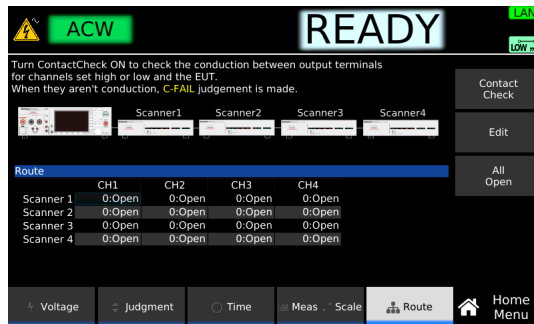 ACW
READY
LAN
LOW
Turn ContactCheck ON to check the conduction between output terminals
for channels set high or low and the EUT.
When they aren't conduction, C-FAIL judgement is made.
Contact
Check
Scanner1 Scanner2 Scanner3 Scanner4
Edit
All
Open
Route
CH1 CH2 CH3 CH4
Scanner 1 0:Open 0:Open 0:Open 0:Open
Scanner 2 0:Open 0:Open 0:Open 0:Open
Scanner 3 0:Open 0:Open 0:Open 0:Open
Scanner 4 0:Open 0:Open 0:Open 0:Open
Voltage Judgment Time Meas Scale Route Home
Menu